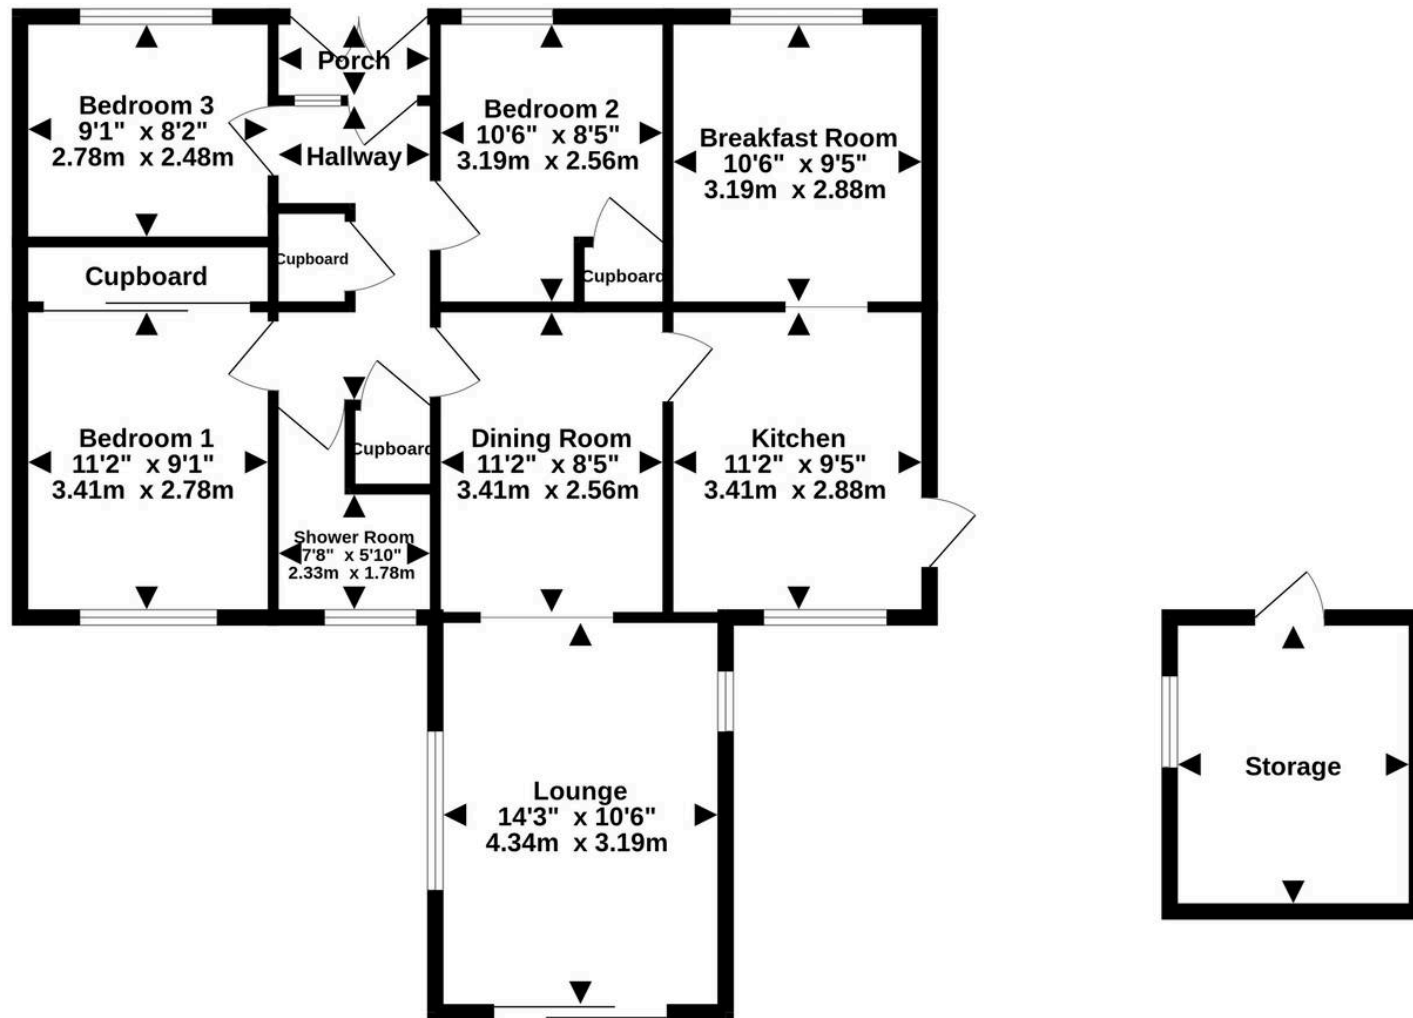 Bedroom 3
9'1" x 8'2"
2.78m x 2.48m
Porch
Hallway
Bedroom 2
10'6" x 8'5"
3.19m x 2.56m
Breakfast Room
10'6" x 9'5"
3.19m x 2.88m
Cupboard
Cupboard
Cupboard
Bedroom 1
11'2" x 9'1"
3.41m x 2.78m
Cupboard
Dining Room
11'2" x 8'5"
3.41m x 2.56m
Kitchen
11'2" x 9'5"
3.41m x 2.88m
Shower Room
7'8" x 5'10"
2.33m x 1.78m
Lounge
14'3" x 10'6"
4.34m x 3.19m
Storage